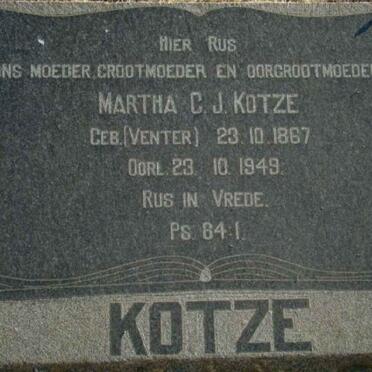 HIER RUS
ONS MOEDER, GROOTMOEDER EN OORGROOTMOEDER
MARTHA C. J. KOTZE
GEB. (VENTER) 23.10.1867
OORL. 23.10.1949.
RUS IN VREDE.
PS. 84:1.
KOTZE